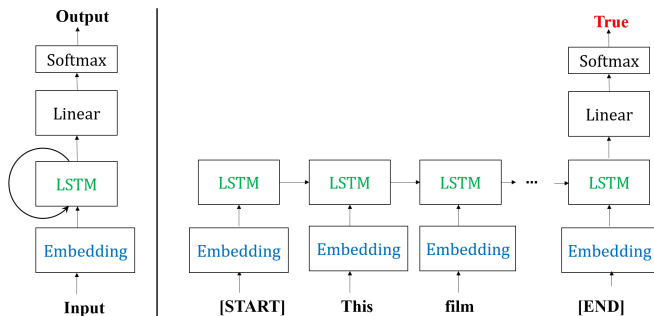 Output
Softmax
Linear
LSTM
Embedding
Input
True
Softmax
Linear
LSTM LSTM LSTM ... LSTM
Embedding Embedding Embedding Embedding
[START] This film [END]